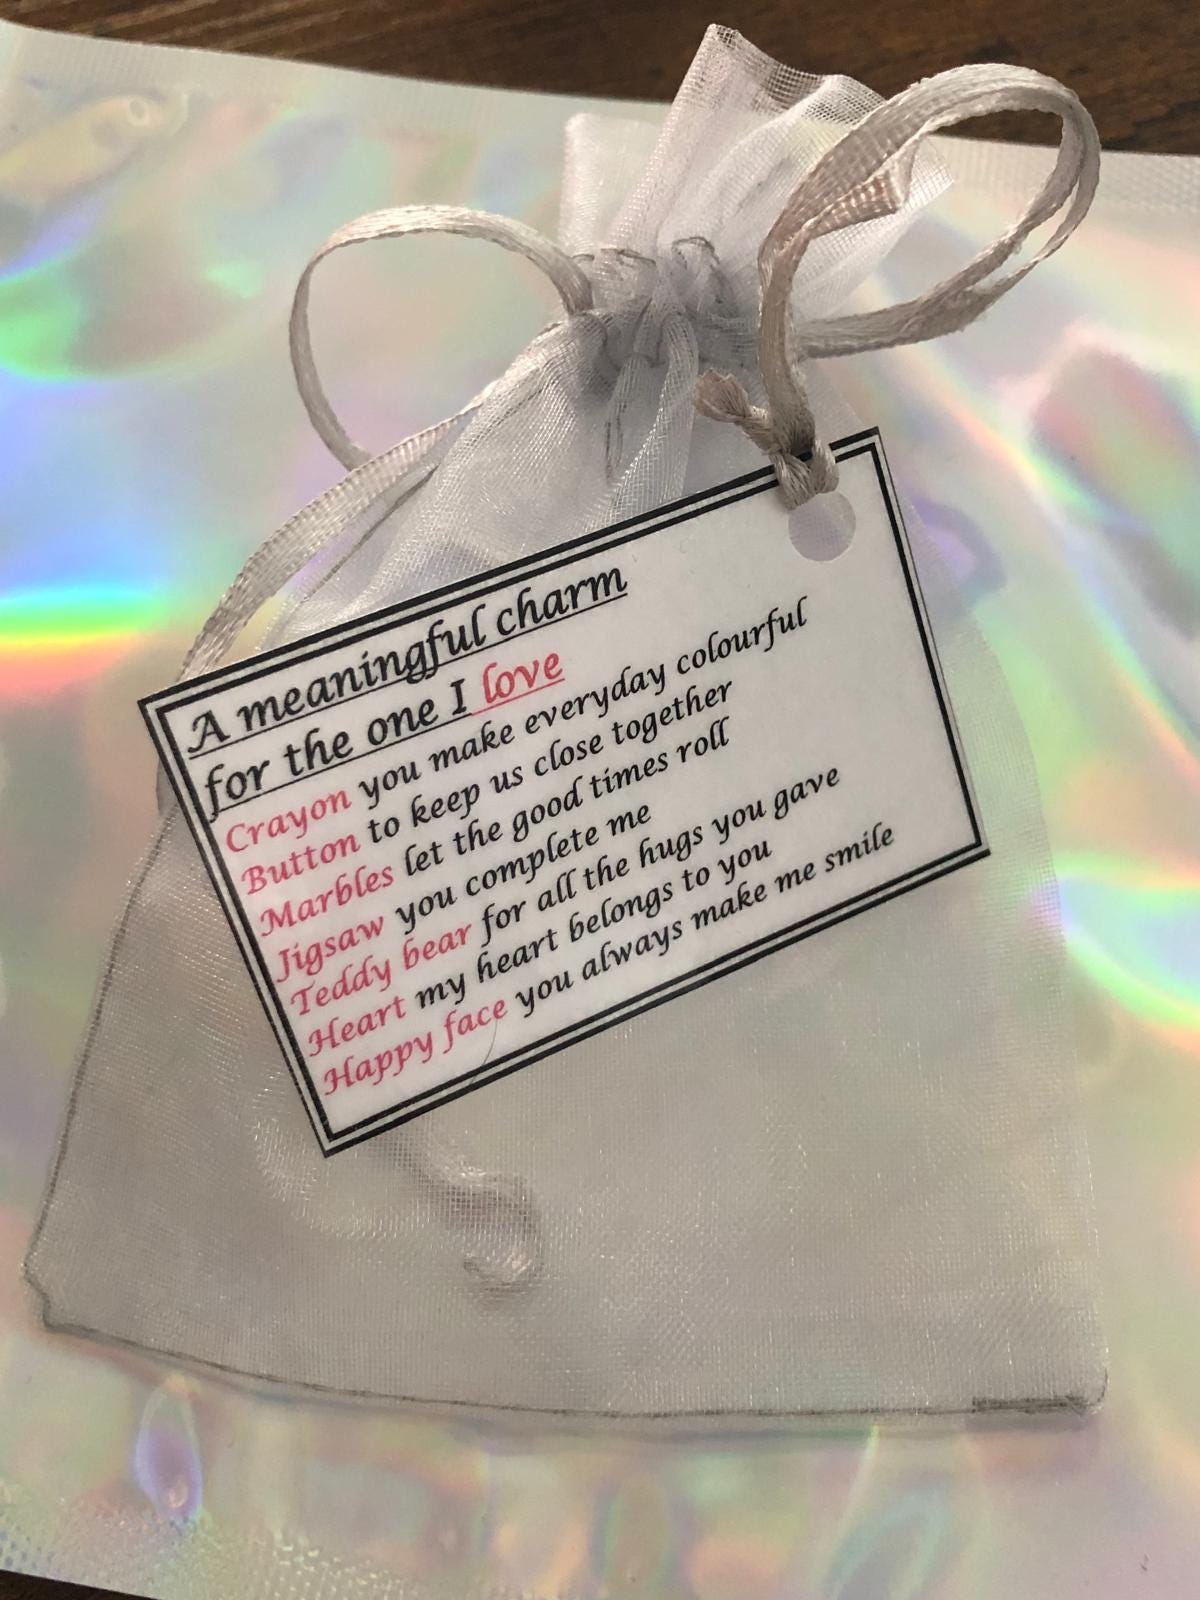 A meaningful charm
for the one I love
Crayon you make everyday colourful
Button to keep us close together
Marbles let the good times roll
Jigsaw you complete me
Teddy bear for all the hugs you gave
Heart my heart belongs to you
Happy face you always make me smile